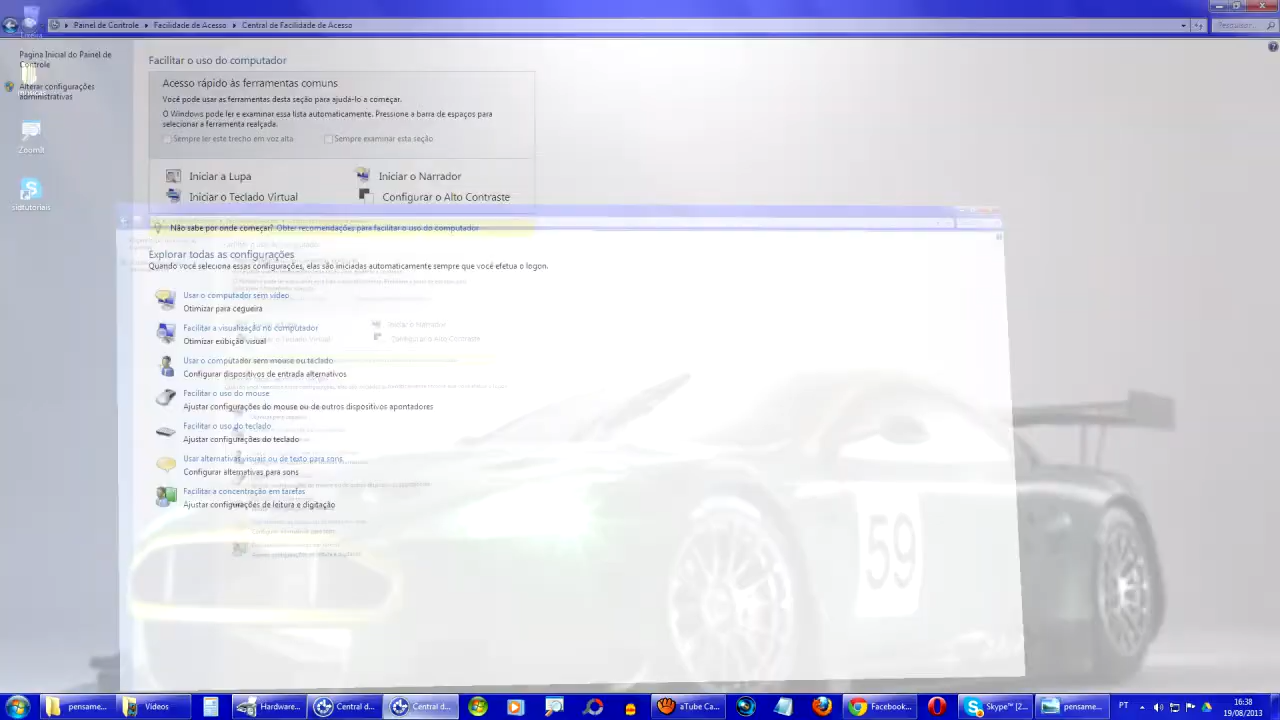 Painel de Controle ▸ Facilidade de Acesso ▸ Central de Facilidade de Acesso
Pesquisar...
Página Inicial do Painel de
Controle
Alterar configurações
administrativas
ZoomIt
sidtutoriais
Facilitar o uso do computador
Acesso rápido às ferramentas comuns
Você pode usar as ferramentas desta seção para ajudá-lo a começar.
O Windows pode ler e examinar essa lista automaticamente. Pressione a barra de espaços para
selecionar a ferramenta realçada.
Sempre ler este trecho em voz alta
Sempre examinar esta seção
Iniciar a Lupa
Iniciar o Narrador
Iniciar o Teclado Virtual
Configurar o Alto Contraste
Não sabe por onde começar? Obter recomendações para facilitar o uso do computador
Explorar todas as configurações
Quando você seleciona essas configurações, elas são iniciadas automaticamente sempre que você efetua o logon.
Usar o computador sem vídeo
Otimizar para cegueira
Facilitar a visualização no computador
Otimizar exibição visual
Usar o computador sem mouse ou teclado
Configurar dispositivos de entrada alternativos
Facilitar o uso do mouse
Ajustar configurações do mouse ou de outros dispositivos apontadores
Facilitar o uso do teclado
Ajustar configurações do teclado
Usar alternativas visuais ou de texto para sons
Configurar alternativas para sons
Facilitar a concentração em tarefas
Ajustar configurações de leitura e digitação
Iniciar o Narrador
Configurar o Alto Contraste
59
pensame...
Vídeos
Hardware...
Central d...
Central d...
aTube Ca...
Facebook...
Skype™ [2...
pensame...
PT
16:38
19/08/2013